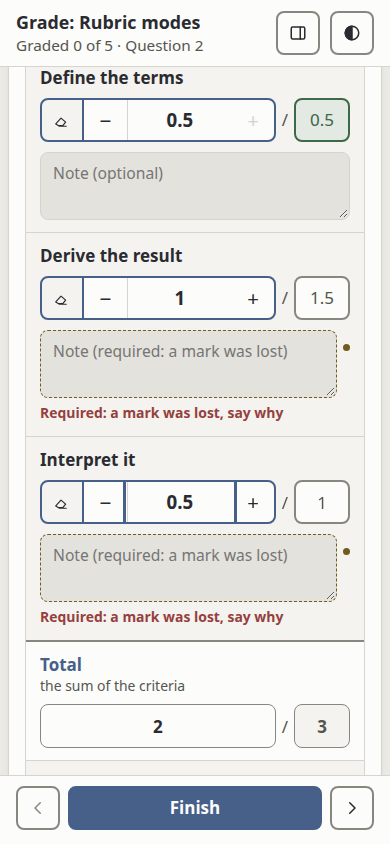 Grade: Rubric modes
Graded 0 of 5 · Question 2
Define the terms
− 0.5 + / 0.5
Note (optional)
Derive the result
− 1 + / 1.5
Note (required: a mark was lost)
Required: a mark was lost, say why
Interpret it
− 0.5 + / 1
Note (required: a mark was lost)
Required: a mark was lost, say why
Total
the sum of the criteria
2 / 3
Finish